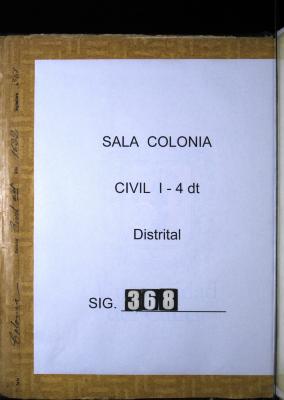 SALA COLONIA
CIVIL I - 4 dt
Distrital
SIG. 368